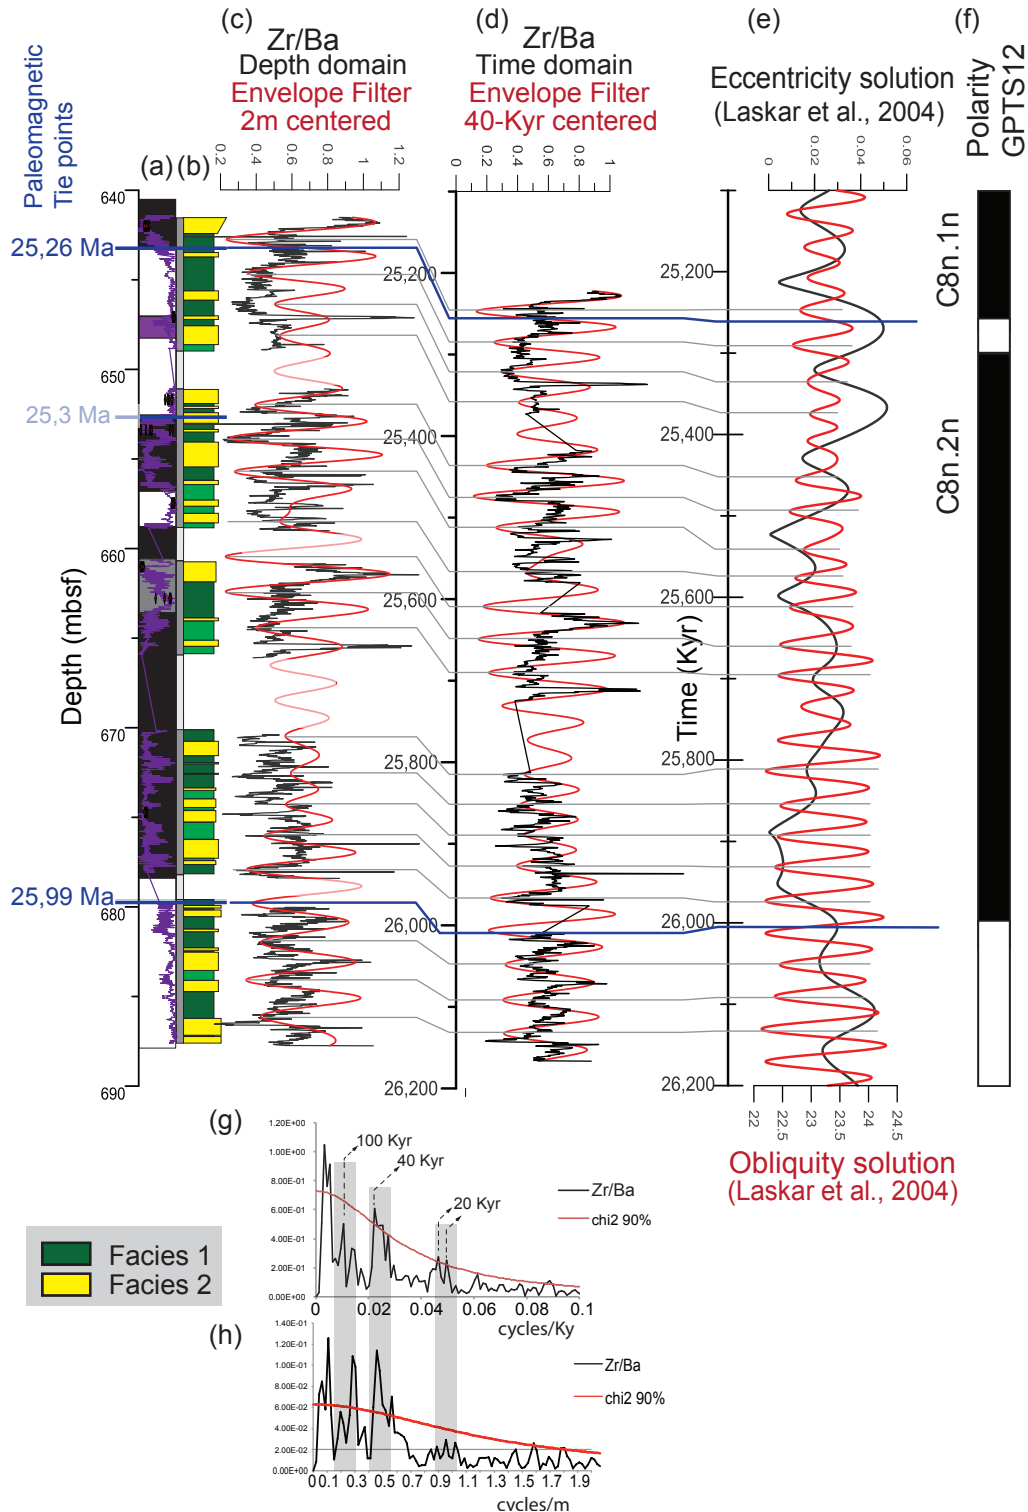 (c)
(d)
(e)
(f)
Zr/Ba
Depth domain
Envelope Filter
2m centered
Zr/Ba
Time domain
Envelope Filter
40-Kyr centered
Eccentricity solution
(Laskar et al., 2004)
Polarity
GPTS12
Paleomagnetic
Tie points
(a)
(b)
0.2
0.4
0.6
0.8
1
1.2
0
0.2
0.4
0.6
0.8
1
0
0.02
0.04
0.06
640
650
660
670
680
690
Depth (mbsf)
25,26 Ma
25,3 Ma
25,99 Ma
25,200
25,400
25,600
25,800
26,000
26,200
Time (Kyr)
25,200
25,400
25,600
25,800
26,000
26,200
C8n.1n
C8n.2n
22
22.5
23
23.5
24
24.5
Obliquity solution
(Laskar et al., 2004)
(g)
1.20E+00
1.00E+00
8.00E-01
6.00E-01
4.00E-01
2.00E-01
0.00E+00
100 Kyr
40 Kyr
20 Kyr
Zr/Ba
chi2 90%
0
0.02
0.04
0.06
0.08
0.1
cycles/Ky
Facies 1
Facies 2
(h)
1.40E-01
1.20E-01
1.00E-01
8.00E-02
6.00E-02
4.00E-02
2.00E-02
0.00E+00
Zr/Ba
chi2 90%
0
0.1
0.3
0.5
0.7
0.9
1.1
1.3
1.5
1.7
1.9
cycles/m